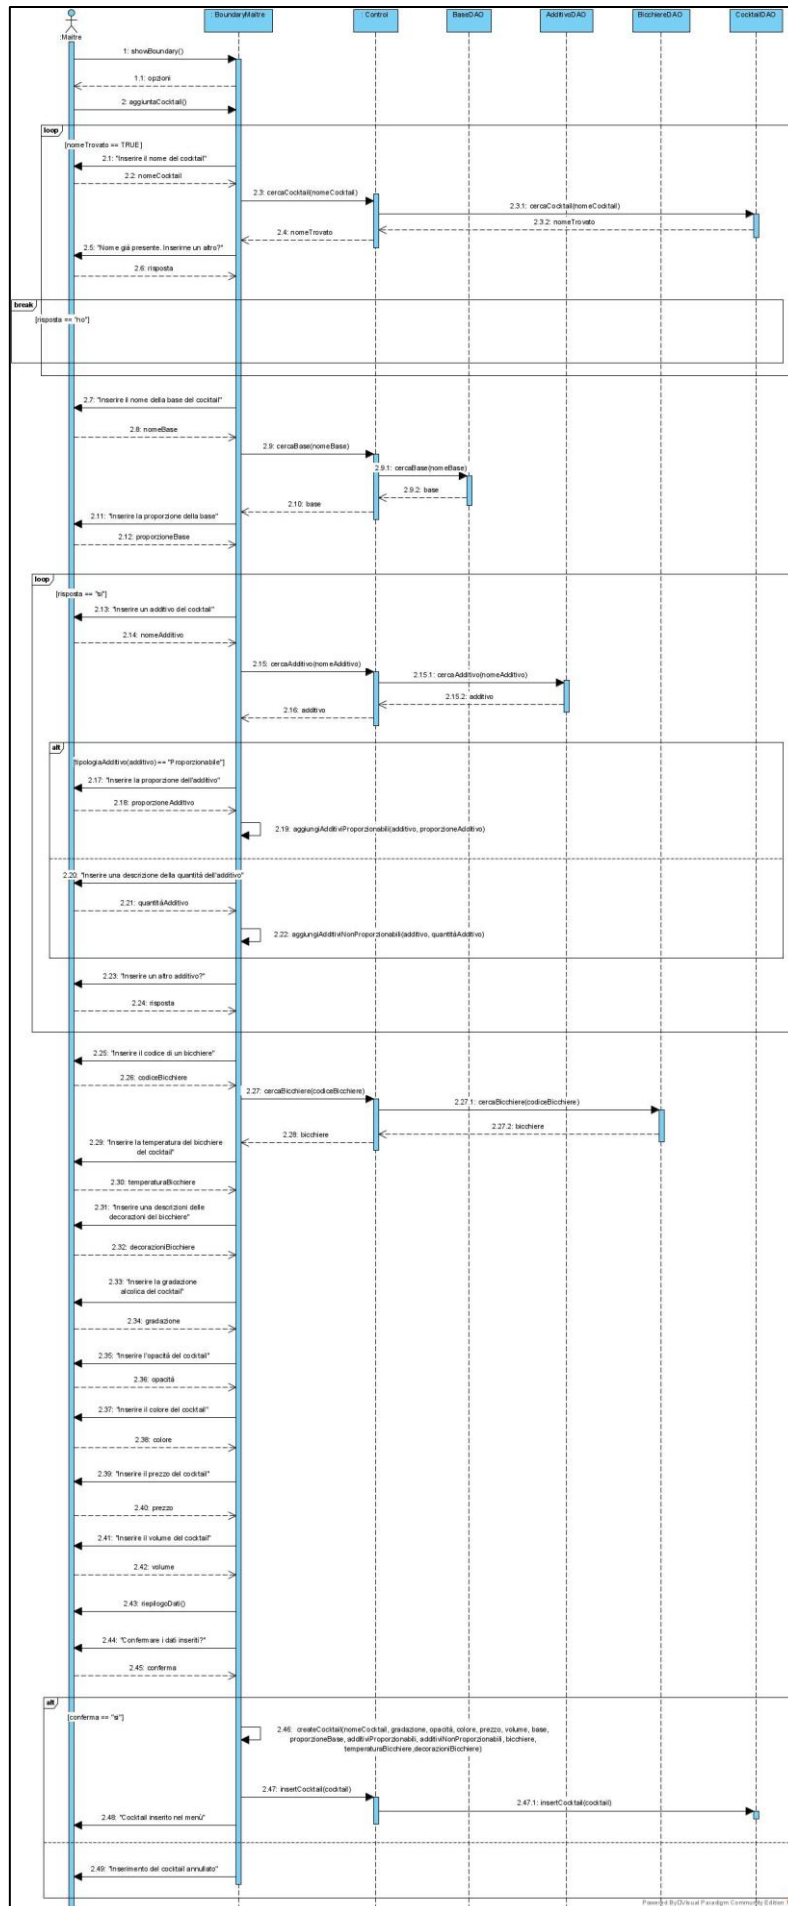 : BoundaryMaitre
: Control
BaseDAO
AdditivoDAO
BicchiereDAO
CocktailDAO
:Maitre
1: showBoundary()
1.1: opzioni
2: aggiuntaCocktail()
loop
[nomeTrovato == TRUE]
2.1: "Inserire il nome del cocktail"
2.2: nomeCocktail
2.3: cercaCocktail(nomeCocktail)
2.3.1: cercaCocktail(nomeCocktail)
2.3.2: nomeTrovato
2.4: nomeTrovato
2.5: "Nome già presente. Inserirne un altro?"
2.6: risposta
break
[risposta == "no"]
2.7: "Inserire il nome della base del cocktail"
2.8: nomeBase
2.9: cercaBase(nomeBase)
2.9.1: cercaBase(nomeBase)
2.9.2: base
2.10: base
2.11: "Inserire la proporzione della base"
2.12: proporzioneBase
loop
[risposta == "si"]
2.13: "Inserire un additivo del cocktail"
2.14: nomeAdditivo
2.15: cercaAdditivo(nomeAdditivo)
2.15.1: cercaAdditivo(nomeAdditivo)
2.15.2: additivo
2.16: additivo
alt
[tipologiaAdditivo(additivo) == "Proporzionabile"]
2.17: "Inserire la proporzione dell'additivo"
2.18: proporzioneAdditivo
2.19: aggiungiAdditiviProporzionabili(additivo, proporzioneAdditivo)
2.20: "Inserire una descrizione della quantità dell'additivo"
2.21: quantitàAdditivo
2.22: aggiungiAdditiviNonProporzionabili(additivo, quantitàAdditivo)
2.23: "Inserire un altro additivo?"
2.24: risposta
2.25: "Inserire il codice di un bicchiere"
2.26: codiceBicchiere
2.27: cercaBicchiere(codiceBicchiere)
2.27.1: cercaBicchiere(codiceBicchiere)
2.27.2: bicchiere
2.28: bicchiere
2.29: "Inserire la temperatura del bicchiere
del cocktail"
2.30: temperaturaBicchiere
2.31: "Inserire una descrizioni delle
decorazioni del bicchiere"
2.32: decorazioniBicchiere
2.33: "Inserire la gradazione
alcolica del cocktail"
2.34: gradazione
2.35: "Inserire l'opacità del cocktail"
2.36: opacità
2.37: "Inserire il colore del cocktail"
2.38: colore
2.39: "Inserire il prezzo del cocktail"
2.40: prezzo
2.41: "Inserire il volume del cocktail"
2.42: volume
2.43: riepilogoDati()
2.44: "Confermare i dati inseriti?"
2.45: conferma
alt
[conferma == "si"]
2.46: createCocktail(nomeCocktail, gradazione, opacità, colore, prezzo, volume, base,
proporzioneBase, additiviProporzionabili, additiviNonProporzionabili, bicchiere,
temperaturaBicchiere,decorazioniBicchiere)
2.47: insertCocktail(cocktail)
2.47.1: insertCocktail(cocktail)
2.48: "Cocktail inserito nel menù"
2.49: "Inserimento del cocktail annullato"
Powered By Visual Paradigm Community Edition